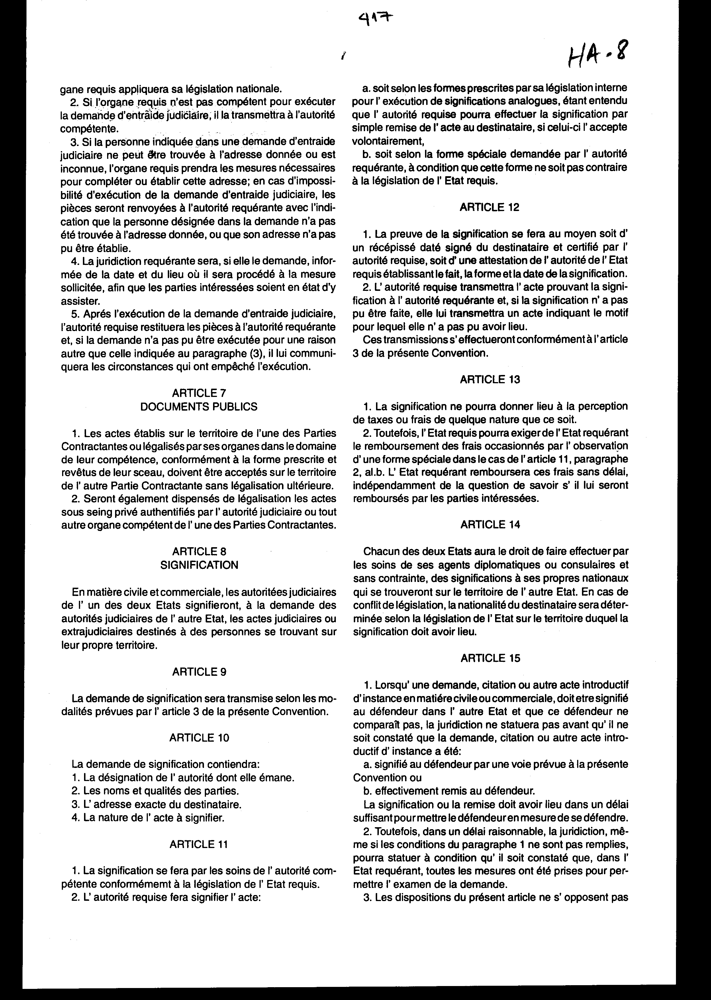 417
HA.8
gane requis appliquera sa législation nationale.
2. Si l'organe requis n'est pas compétent pour exécuter
la demande d'entraide judiciaire, il la transmettra à l'autorité
compétente.
3. Si la personne indiquée dans une demande d'entraide
judiciaire ne peut être trouvée à l'adresse donnée ou est
inconnue, l'organe requis prendra les mesures nécessaires
pour compléter ou établir cette adresse; en cas d'impossi-
bilité d'exécution de la demande d'entraide judiciaire, les
pièces seront renvoyées à l'autorité requérante avec l'indi-
cation que la personne désignée dans la demande n'a pas
été trouvée à l'adresse donnée, ou que son adresse n'a pas
pu être établie.
4. La juridiction requérante sera, si elle le demande, infor-
mée de la date et du lieu où il sera procédé à la mesure
sollicitée, afin que les parties intéressées soient en état d'y
assister.
5. Aprés l'exécution de la demande d'entraide judiciaire,
l'autorité requise restituera les pièces à l'autorité requérante
et, si la demande n'a pas pu être exécutée pour une raison
autre que celle indiquée au paragraphe (3), il lui communi-
quera les circonstances qui ont empêché l'exécution.
ARTICLE 7
DOCUMENTS PUBLICS
1. Les actes établis sur le territoire de l'une des Parties
Contractantes ou légalisés par ses organes dans le domaine
de leur compétence, conformément à la forme prescrite et
revêtus de leur sceau, doivent être acceptés sur le territoire
de l' autre Partie Contractante sans légalisation ultérieure.
2. Seront également dispensés de légalisation les actes
sous seing privé authentifiés par l' autorité judiciaire ou tout
autre organe compétent de l' une des Parties Contractantes.
ARTICLE 8
SIGNIFICATION
En matière civile et commerciale, les autoritées judiciaires
de l' un des deux Etats signifieront, à la demande des
autorités judiciaires de l' autre Etat, les actes judiciaires ou
extrajudiciaires destinés à des personnes se trouvant sur
leur propre territoire.
ARTICLE 9
La demande de signification sera transmise selon les mo-
dalités prévues par l' article 3 de la présente Convention.
ARTICLE 10
La demande de signification contiendra:
1. La désignation de l' autorité dont elle émane.
2. Les noms et qualités des parties.
3. L' adresse exacte du destinataire.
4. La nature de l' acte à signifier.
ARTICLE 11
1. La signification se fera par les soins de l' autorité com-
pétente conformémemt à la législation de l' Etat requis.
2. L' autorité requise fera signifier l' acte:
a. soit selon les formes prescrites par sa législation interne
pour l' exécution de significations analogues, étant entendu
que l' autorité requise pourra effectuer la signification par
simple remise de l' acte au destinataire, si celui-ci l' accepte
volontairement,
b. soit selon la forme spéciale demandée par l' autorité
requérante, à condition que cette forme ne soit pas contraire
à la législation de l' Etat requis.
ARTICLE 12
1. La preuve de la signification se fera au moyen soit d'
un récépissé daté signé du destinataire et certifié par l'
autorité requise, soit d' une attestation de l' autorité de l' Etat
requis établissant le fait, la forme et la date de la signification.
2. L' autorité requise transmettra l' acte prouvant la signi-
fication à l' autorité requérante et, si la signification n' a pas
pu être faite, elle lui transmettra un acte indiquant le motif
pour lequel elle n' a pas pu avoir lieu.
Ces transmissions s' effectueront conformément à l' article
3 de la présente Convention.
ARTICLE 13
1. La signification ne pourra donner lieu à la perception
de taxes ou frais de quelque nature que ce soit.
2. Toutefois, l' Etat requis pourra exiger de l' Etat requérant
le remboursement des frais occasionnés par l' observation
d' une forme spéciale dans le cas de l' article 11, paragraphe
2, al.b. L' Etat requérant remboursera ces frais sans délai,
indépendamment de la question de savoir s' il lui seront
remboursés par les parties intéressées.
ARTICLE 14
Chacun des deux Etats aura le droit de faire effectuer par
les soins de ses agents diplomatiques ou consulaires et
sans contrainte, des significations à ses propres nationaux
qui se trouveront sur le territoire de l' autre Etat. En cas de
conflit de législation, la nationalité du destinataire sera déter-
minée selon la législation de l' Etat sur le territoire duquel la
signification doit avoir lieu.
ARTICLE 15
1. Lorsqu' une demande, citation ou autre acte introductif
d' instance en matiére civile ou commerciale, doit etre signifié
au défendeur dans l' autre Etat et que ce défendeur ne
comparaît pas, la juridiction ne statuera pas avant qu' il ne
soit constaté que la demande, citation ou autre acte intro-
ductif d' instance a été:
a. signifié au défendeur par une voie prévue à la présente
Convention ou
b. effectivement remis au défendeur.
La signification ou la remise doit avoir lieu dans un délai
suffisant pour mettre le défendeur en mesure de se défendre.
2. Toutefois, dans un délai raisonnable, la juridiction, mê-
me si les conditions du paragraphe 1 ne sont pas remplies,
pourra statuer à condition qu' il soit constaté que, dans l'
Etat requérant, toutes les mesures ont été prises pour per-
mettre l' examen de la demande.
3. Les dispositions du présent article ne s' opposent pas